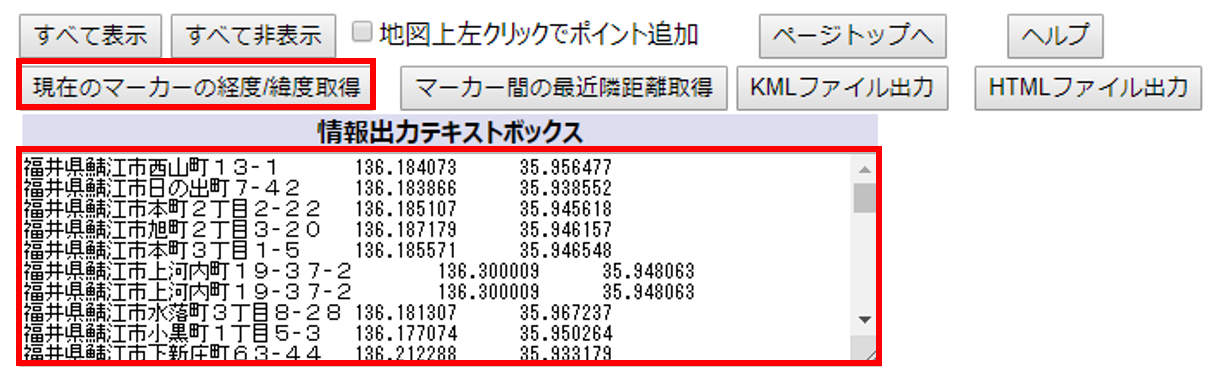 すべて表示 すべて非表示 地図上左クリックでポイント追加 ページトップへ ヘルプ
現在のマーカーの経度/緯度取得 マーカー間の最近隣距離取得 KMLファイル出力 HTMLファイル出力
情報出力テキストボックス
福井県鯖江市西山町１３-１ 136.184073 35.956477
福井県鯖江市日の出町７-４２ 136.183866 35.938552
福井県鯖江市本町２丁目２-２２ 136.185107 35.945618
福井県鯖江市旭町２丁目３-２０ 136.187179 35.946157
福井県鯖江市本町３丁目１-５ 136.185571 35.946548
福井県鯖江市上河内町１９-３７-２ 136.300009 35.948063
福井県鯖江市上河内町１９-３７-２ 136.300009 35.948063
福井県鯖江市水落町３丁目８-２８ 136.181307 35.967237
福井県鯖江市小黒町１丁目５-３ 136.177074 35.950264
福井県鯖江市下新庄町６３-４４ 136.212288 35.933179